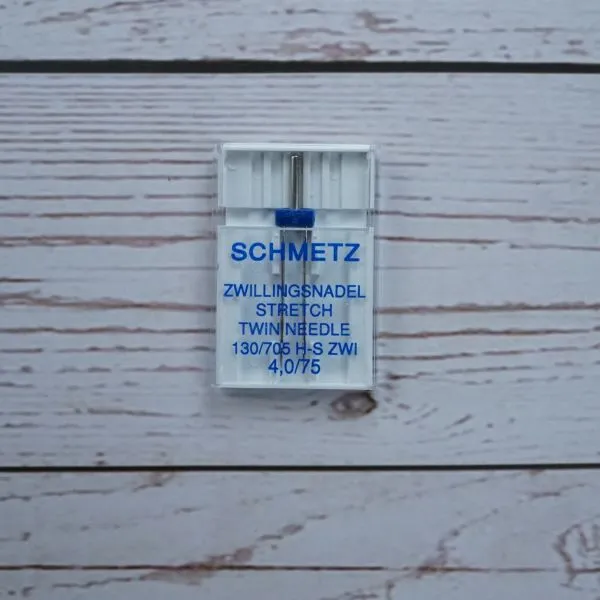 SCHMETZ
ZWILLINGSNADEL
STRETCH
TWIN NEEDLE
130/705 H-S ZWI
4,0/75